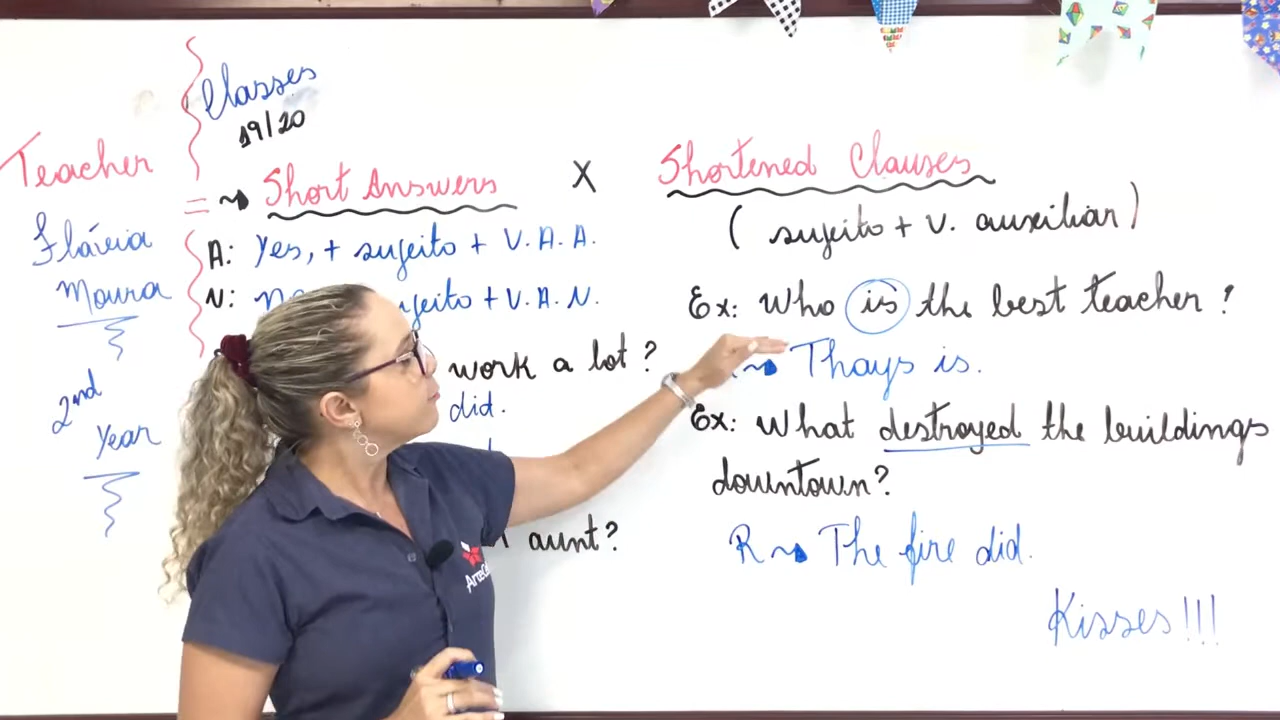 Teacher
Flávia
Moura
2nd
Year
Classes
19/20
Short Answers
X
A: Yes, + sujeito + V. A. A.
N: + V. A. N.
work a lot?
did.
aunt?
Shortened Clauses
(sujeito + v. auxiliar)
Ex: Who is the best teacher?
Thays is.
Ex: What destroyed the buildings
downtown?
R The fire did.
Kisses!!!